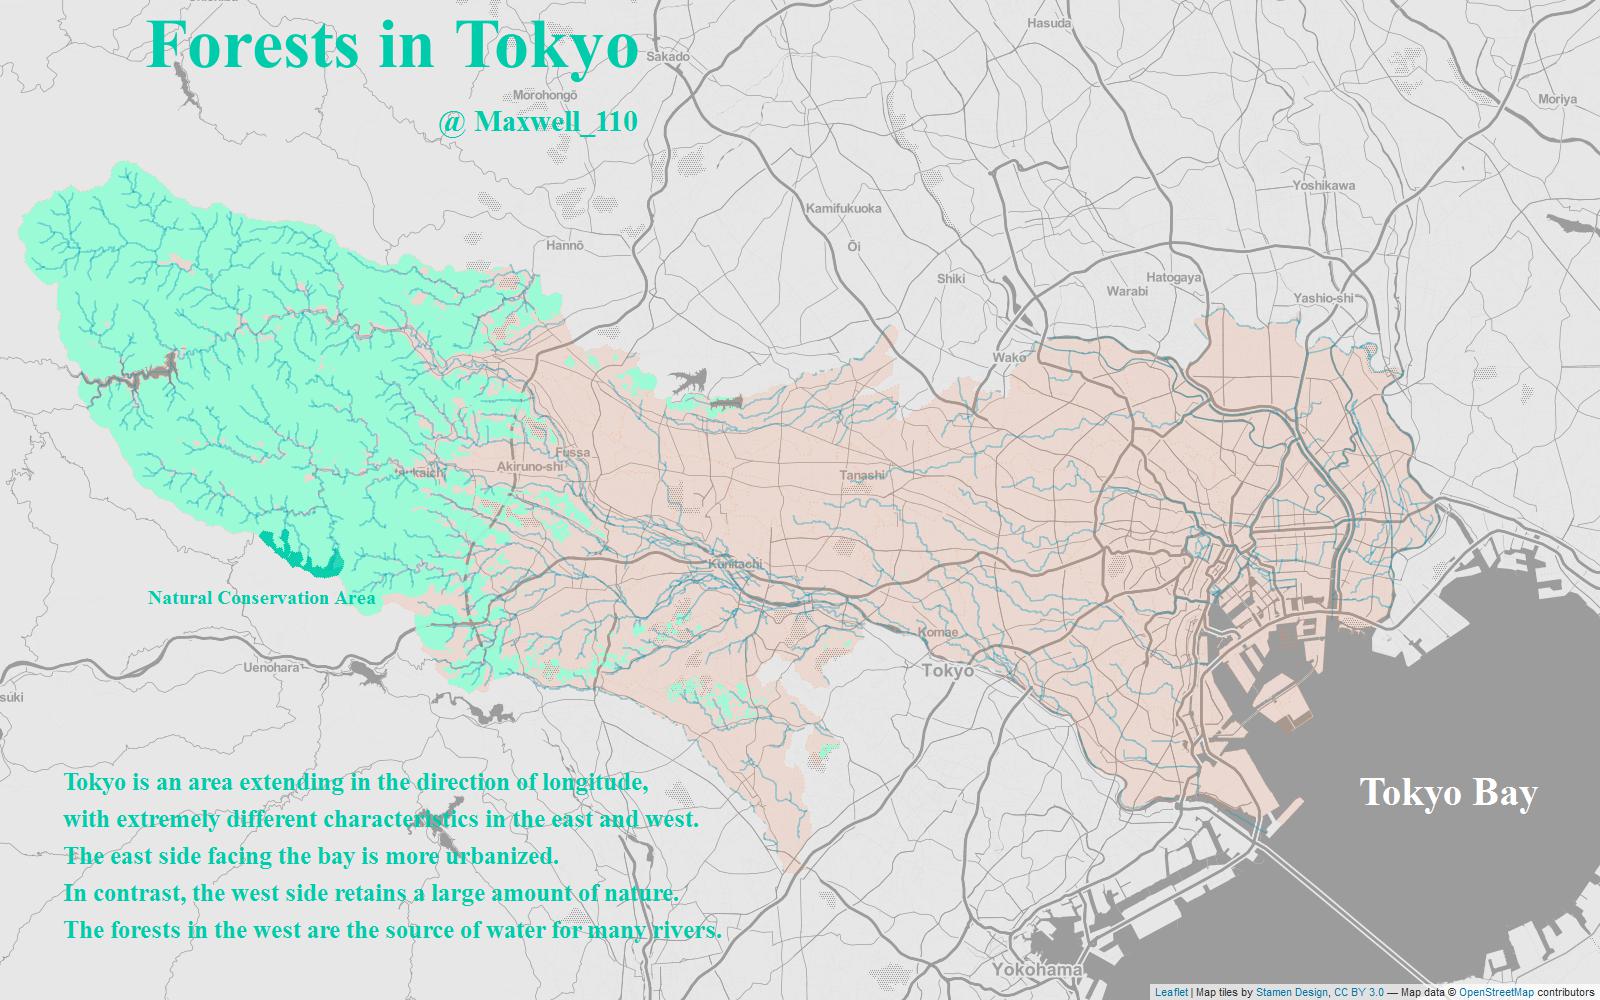 Forests in Tokyo
@ Maxwell_110
Hasuda
Sakado
Morohongō
Moriya
Yoshikawa
Kamifukuoka
Hannō
Ōi
Shiki
Hatogaya
Warabi
Yashio-shi
Wakō
Fussa
Akiruno-shi
Tanashi
Kunitachi
Natural Conservation Area
Komae
Uenohara
Tokyo
suki
Tokyo is an area extending in the direction of longitude,
with extremely different characteristics in the east and west.
The east side facing the bay is more urbanized.
In contrast, the west side retains a large amount of nature.
The forests in the west are the source of water for many rivers.
Tokyo Bay
Yokohama
Leaflet | Map tiles by Stamen Design, CC BY 3.0 — Map data © OpenStreetMap contributors